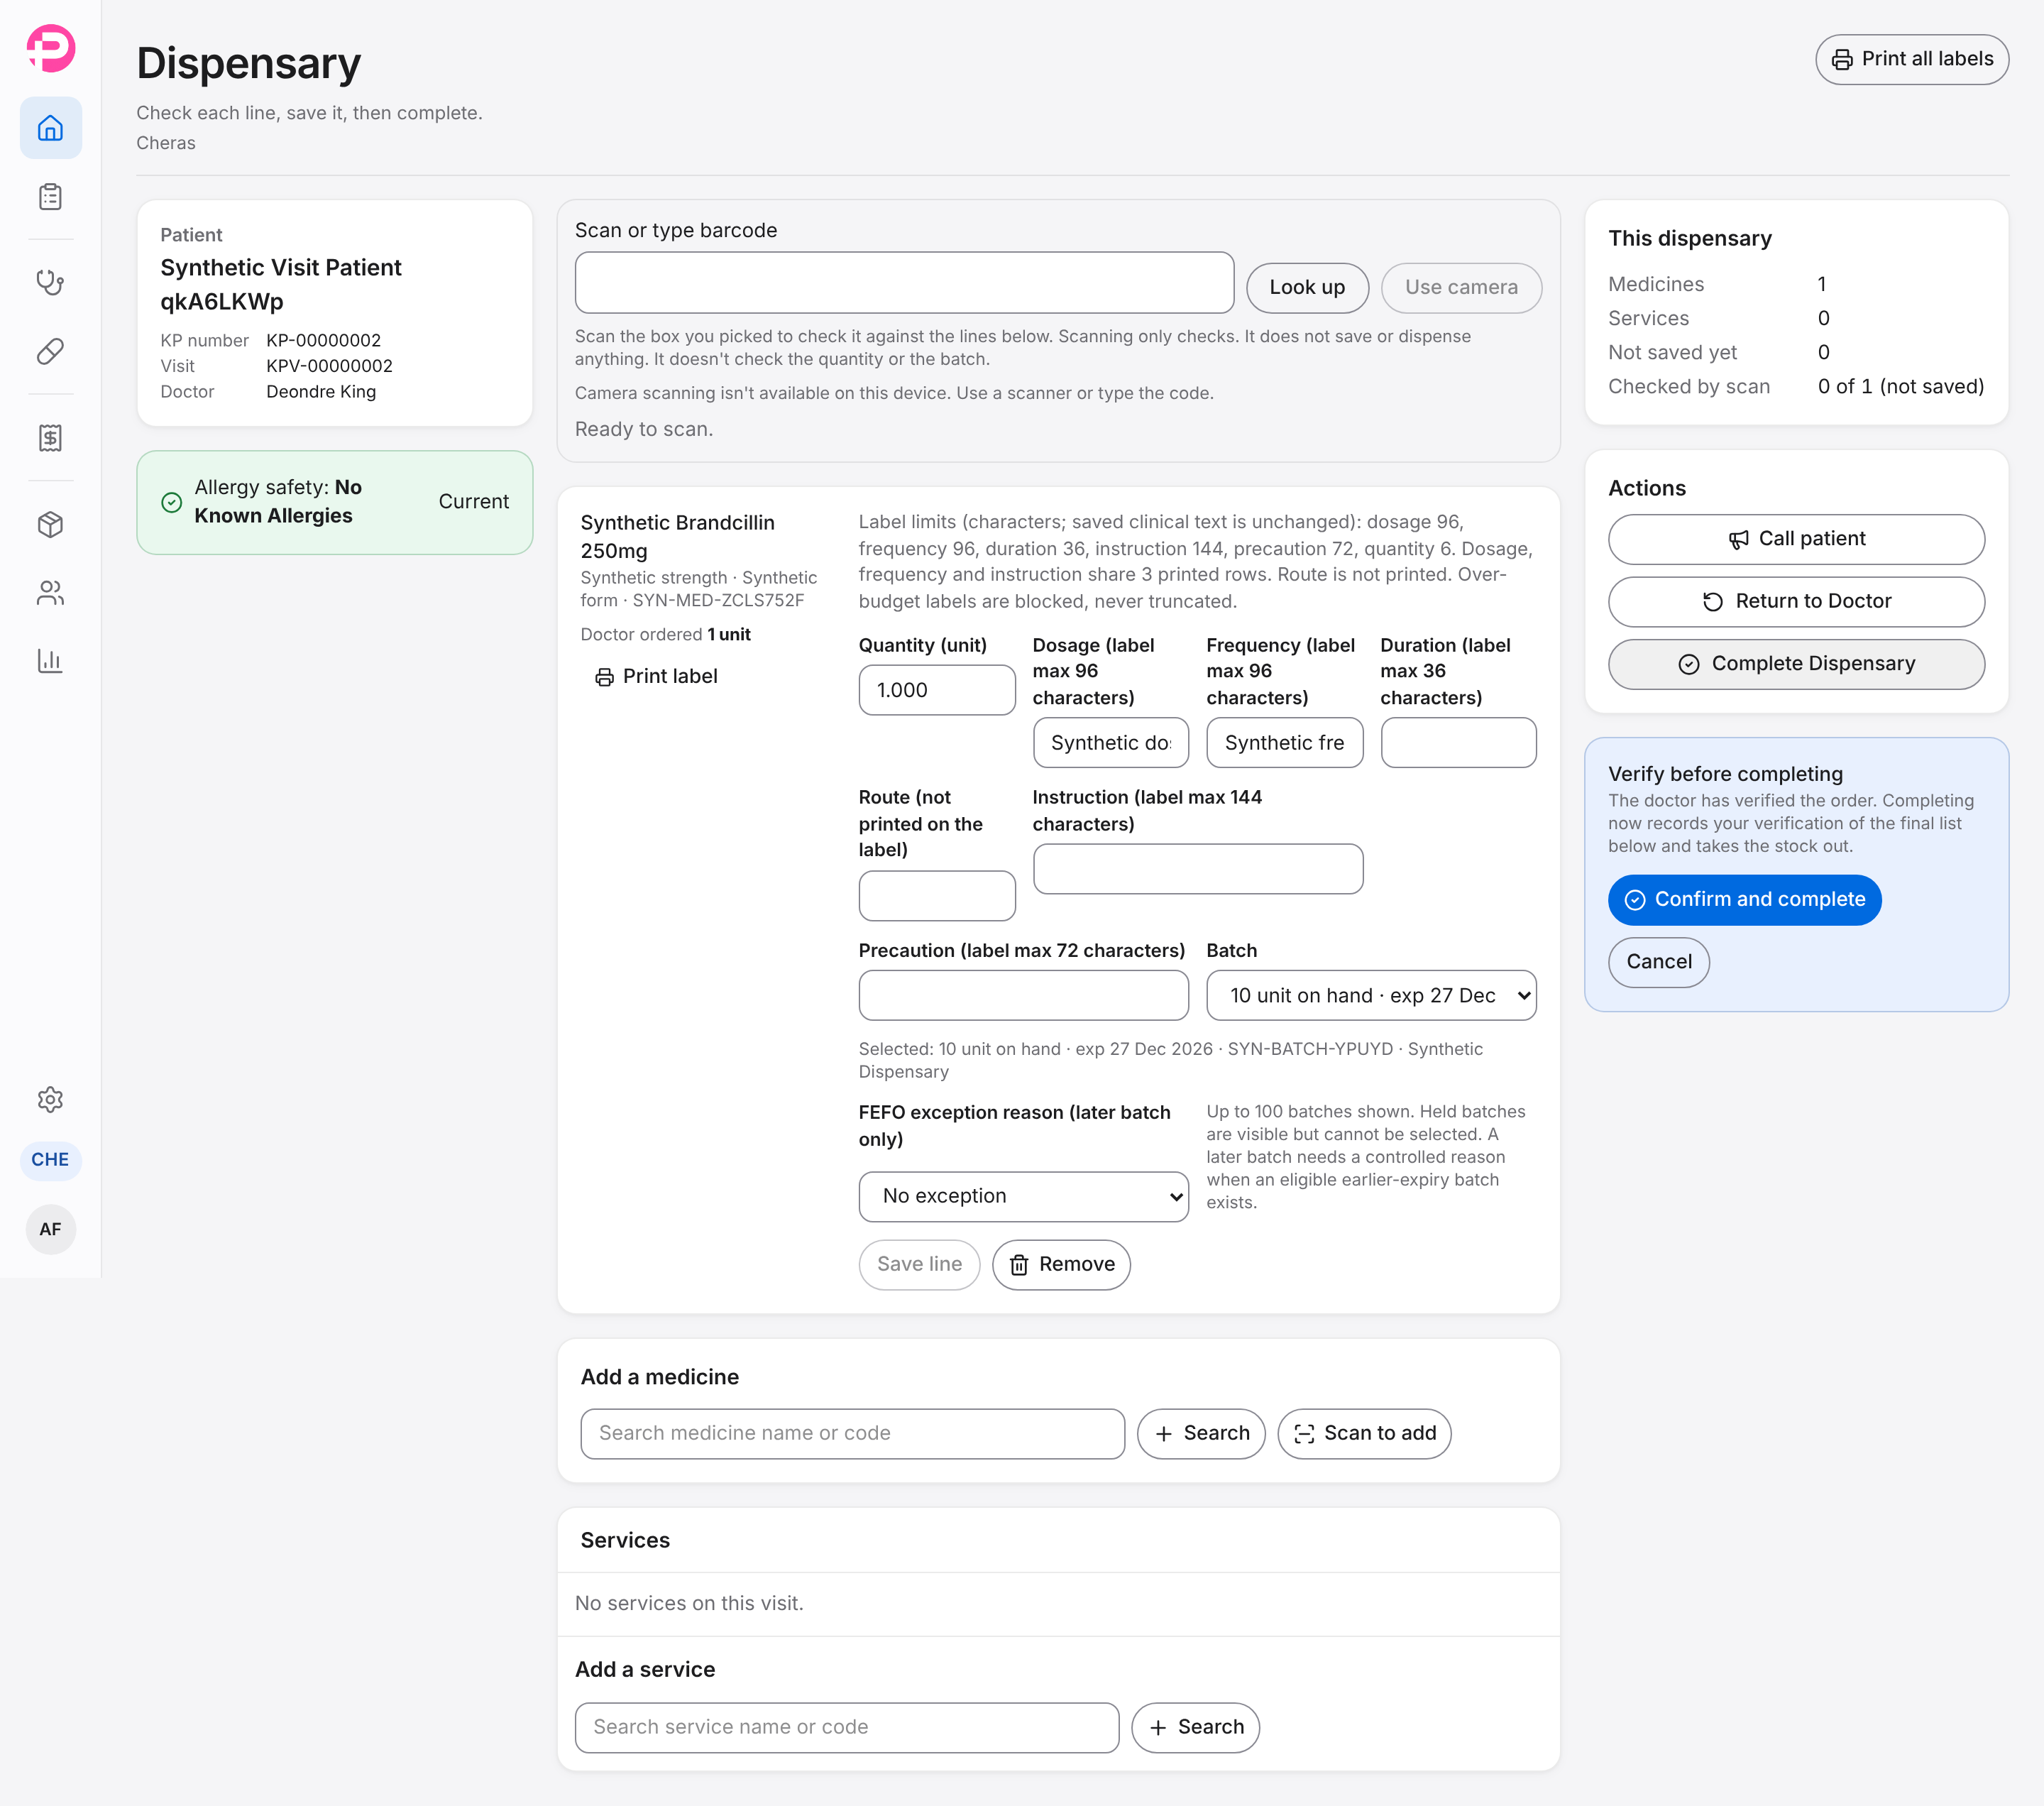 Dispensary
Check each line, save it, then complete.
Cheras
Print all labels
Patient
Synthetic Visit Patient
qkA6LKWp
KP number KP-00000002
Visit KPV-00000002
Doctor Deondre King
Allergy safety: No
Known Allergies
Current
Scan or type barcode
Look up
Use camera
Scan the box you picked to check it against the lines below. Scanning only checks. It does not save or dispense
anything. It doesn't check the quantity or the batch.
Camera scanning isn't available on this device. Use a scanner or type the code.
Ready to scan.
Synthetic Brandcillin
250mg
Synthetic strength · Synthetic
form · SYN-MED-ZCLS752F
Doctor ordered 1 unit
Print label
Label limits (characters; saved clinical text is unchanged): dosage 96,
frequency 96, duration 36, instruction 144, precaution 72, quantity 6. Dosage,
frequency and instruction share 3 printed rows. Route is not printed. Over-
budget labels are blocked, never truncated.
Quantity (unit)
1.000
Dosage (label
max 96
characters)
Synthetic do
Frequency (label
max 96
characters)
Synthetic fre
Duration (label
max 36
characters)
Route (not
printed on the
label)
Instruction (label max 144
characters)
Precaution (label max 72 characters)
Batch
10 unit on hand · exp 27 Dec
Selected: 10 unit on hand · exp 27 Dec 2026 · SYN-BATCH-YPUYD · Synthetic
Dispensary
FEFO exception reason (later batch
only)
No exception
Up to 100 batches shown. Held batches
are visible but cannot be selected. A
later batch needs a controlled reason
when an eligible earlier-expiry batch
exists.
Save line
Remove
Add a medicine
Search medicine name or code
Search
Scan to add
Services
No services on this visit.
Add a service
Search service name or code
Search
This dispensary
Medicines 1
Services 0
Not saved yet 0
Checked by scan 0 of 1 (not saved)
Actions
Call patient
Return to Doctor
Complete Dispensary
Verify before completing
The doctor has verified the order. Completing
now records your verification of the final list
below and takes the stock out.
Confirm and complete
Cancel
CHE
AF